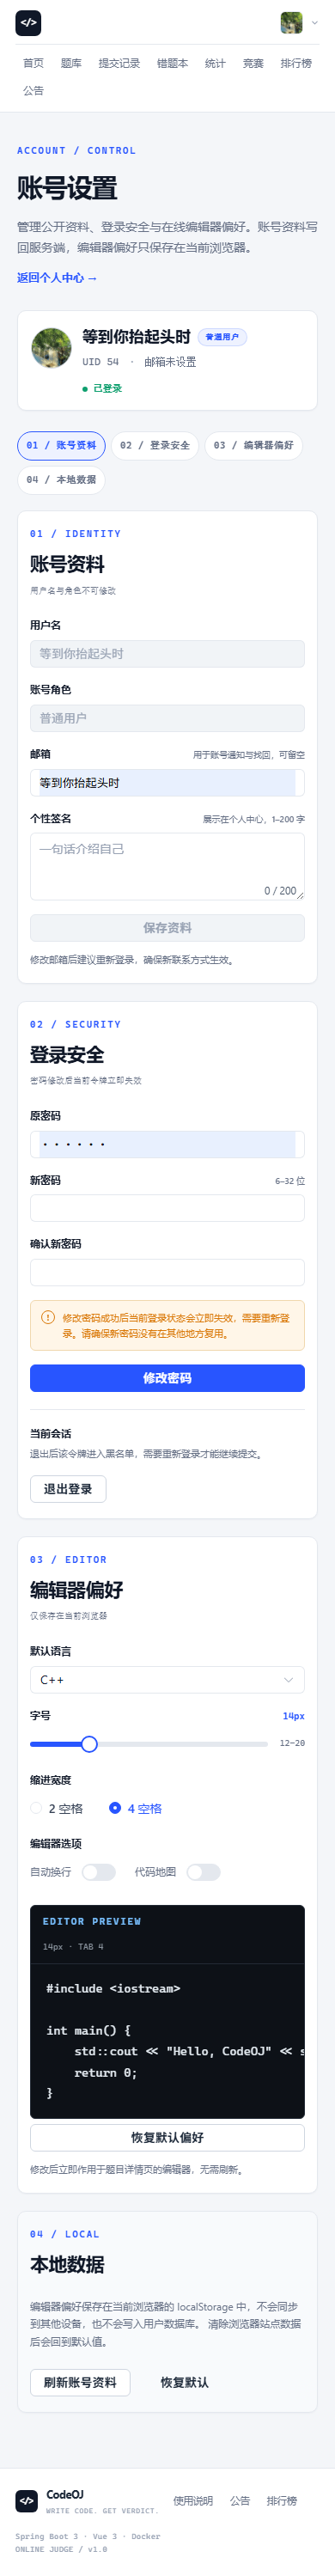 </>
首页 题库 提交记录 错题本 统计 竞赛 排行榜
公告
ACCOUNT / CONTROL
账号设置
管理公开资料、登录安全与在线编辑器偏好。账号资料写
回服务端，编辑器偏好只保存在当前浏览器。
返回个人中心 →
等到你抬起头时 普通用户
UID 54 · 邮箱未设置
● 已登录
01 / 账号资料 02 / 登录安全 03 / 编辑器偏好
04 / 本地数据
01 / IDENTITY
账号资料
用户名与角色不可修改
用户名
等到你抬起头时
账号角色
普通用户
邮箱 用于账号通知与找回，可留空
等到你抬起头时
个性签名 展示在个人中心，1-200 字
一句话介绍自己
0 / 200
保存资料
修改邮箱后建议重新登录，确保新联系方式生效。
02 / SECURITY
登录安全
密码修改后当前令牌立即失效
原密码
••••••
新密码 6-32 位
确认新密码
修改密码成功后当前登录状态会立即失效，需要重新登
录。请确保新密码没有在其他地方复用。
修改密码
当前会话
退出后该令牌进入黑名单，需要重新登录才能继续提交。
退出登录
03 / EDITOR
编辑器偏好
仅保存在当前浏览器
默认语言
C++
字号 14px
12–20
缩进宽度
2 空格 4 空格
编辑器选项
自动换行 代码地图
EDITOR PREVIEW
14px · TAB 4
#include <iostream>
int main() {
    std::cout << "Hello, CodeOJ" << s
    return 0;
}
恢复默认偏好
修改后立即作用于题目详情页的编辑器，无需刷新。
04 / LOCAL
本地数据
编辑器偏好保存在当前浏览器的 localStorage 中，不会同步
到其他设备，也不会写入用户数据库。 清除浏览器站点数据
后会回到默认值。
刷新账号资料 恢复默认
</> CodeOJ 使用说明 公告 排行榜
WRITE CODE. GET VERDICT.
Spring Boot 3 · Vue 3 · Docker
ONLINE JUDGE / v1.0